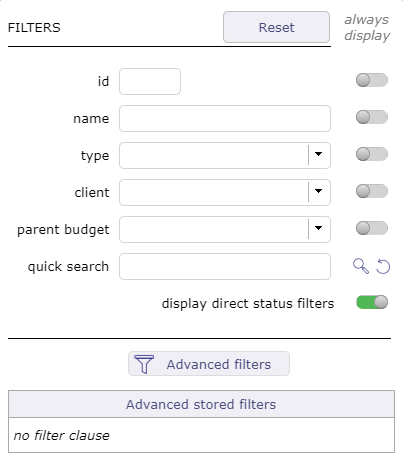 FILTERS
Reset
always
display
id
name
type
client
parent budget
quick search
display direct status filters
Advanced filters
Advanced stored filters
no filter clause